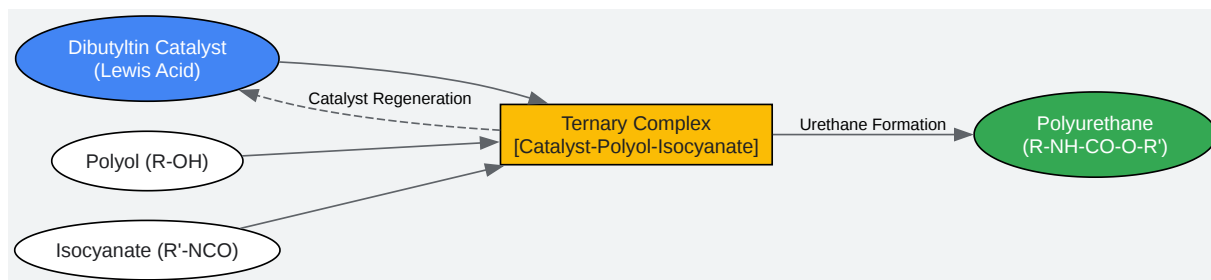 Dibutyltin Catalyst
(Lewis Acid)
Catalyst Regeneration
Polyol (R-OH)
Isocyanate (R'-NCO)
Ternary Complex
[Catalyst-Polyol-Isocyanate]
Urethane Formation
Polyurethane
(R-NH-CO-O-R')